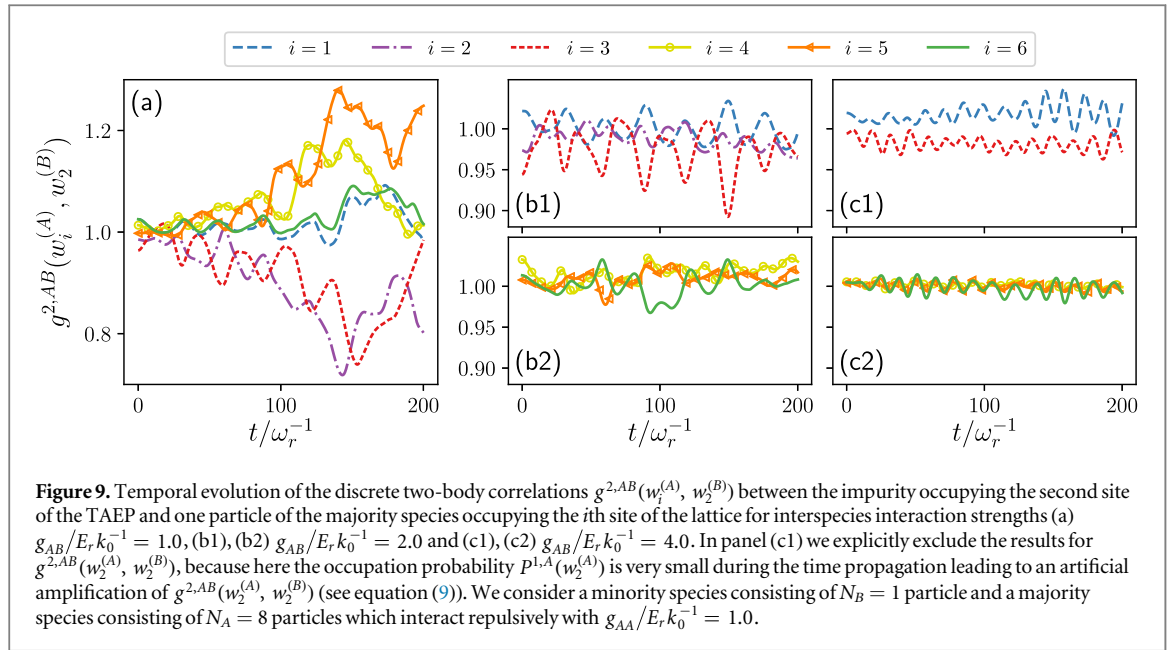 i = 1 i = 2 i = 3 i = 4 i = 5 i = 6
(a)
1.2
1.0
0.8
g^{2,AB}(w_i^{(A)}, w_2^{(B)})
0 100 200
t/ω_r^{-1}
1.00
0.95
0.90
(b1)
(c1)
1.00
0.95
0.90
(b2)
(c2)
0 100 200
t/ω_r^{-1}
0 100 200
t/ω_r^{-1}
Figure 9. Temporal evolution of the discrete two-body correlations g^{2,AB}(w_i^{(A)}, w_2^{(B)}) between the impurity occupying the second site
of the TAEP and one particle of the majority species occupying the ith site of the lattice for interspecies interaction strengths (a)
g_{AB}/E_r k_0^{-1} = 1.0, (b1), (b2) g_{AB}/E_r k_0^{-1} = 2.0 and (c1), (c2) g_{AB}/E_r k_0^{-1} = 4.0. In panel (c1) we explicitly exclude the results for
g^{2,AB}(w_2^{(A)}, w_2^{(B)}), because here the occupation probability P^{1,A}(w_2^{(A)}) is very small during the time propagation leading to an artificial
amplification of g^{2,AB}(w_2^{(A)}, w_2^{(B)}) (see equation (9)). We consider a minority species consisting of N_B = 1 particle and a majority
species consisting of N_A = 8 particles which interact repulsively with g_{AA}/E_r k_0^{-1} = 1.0.